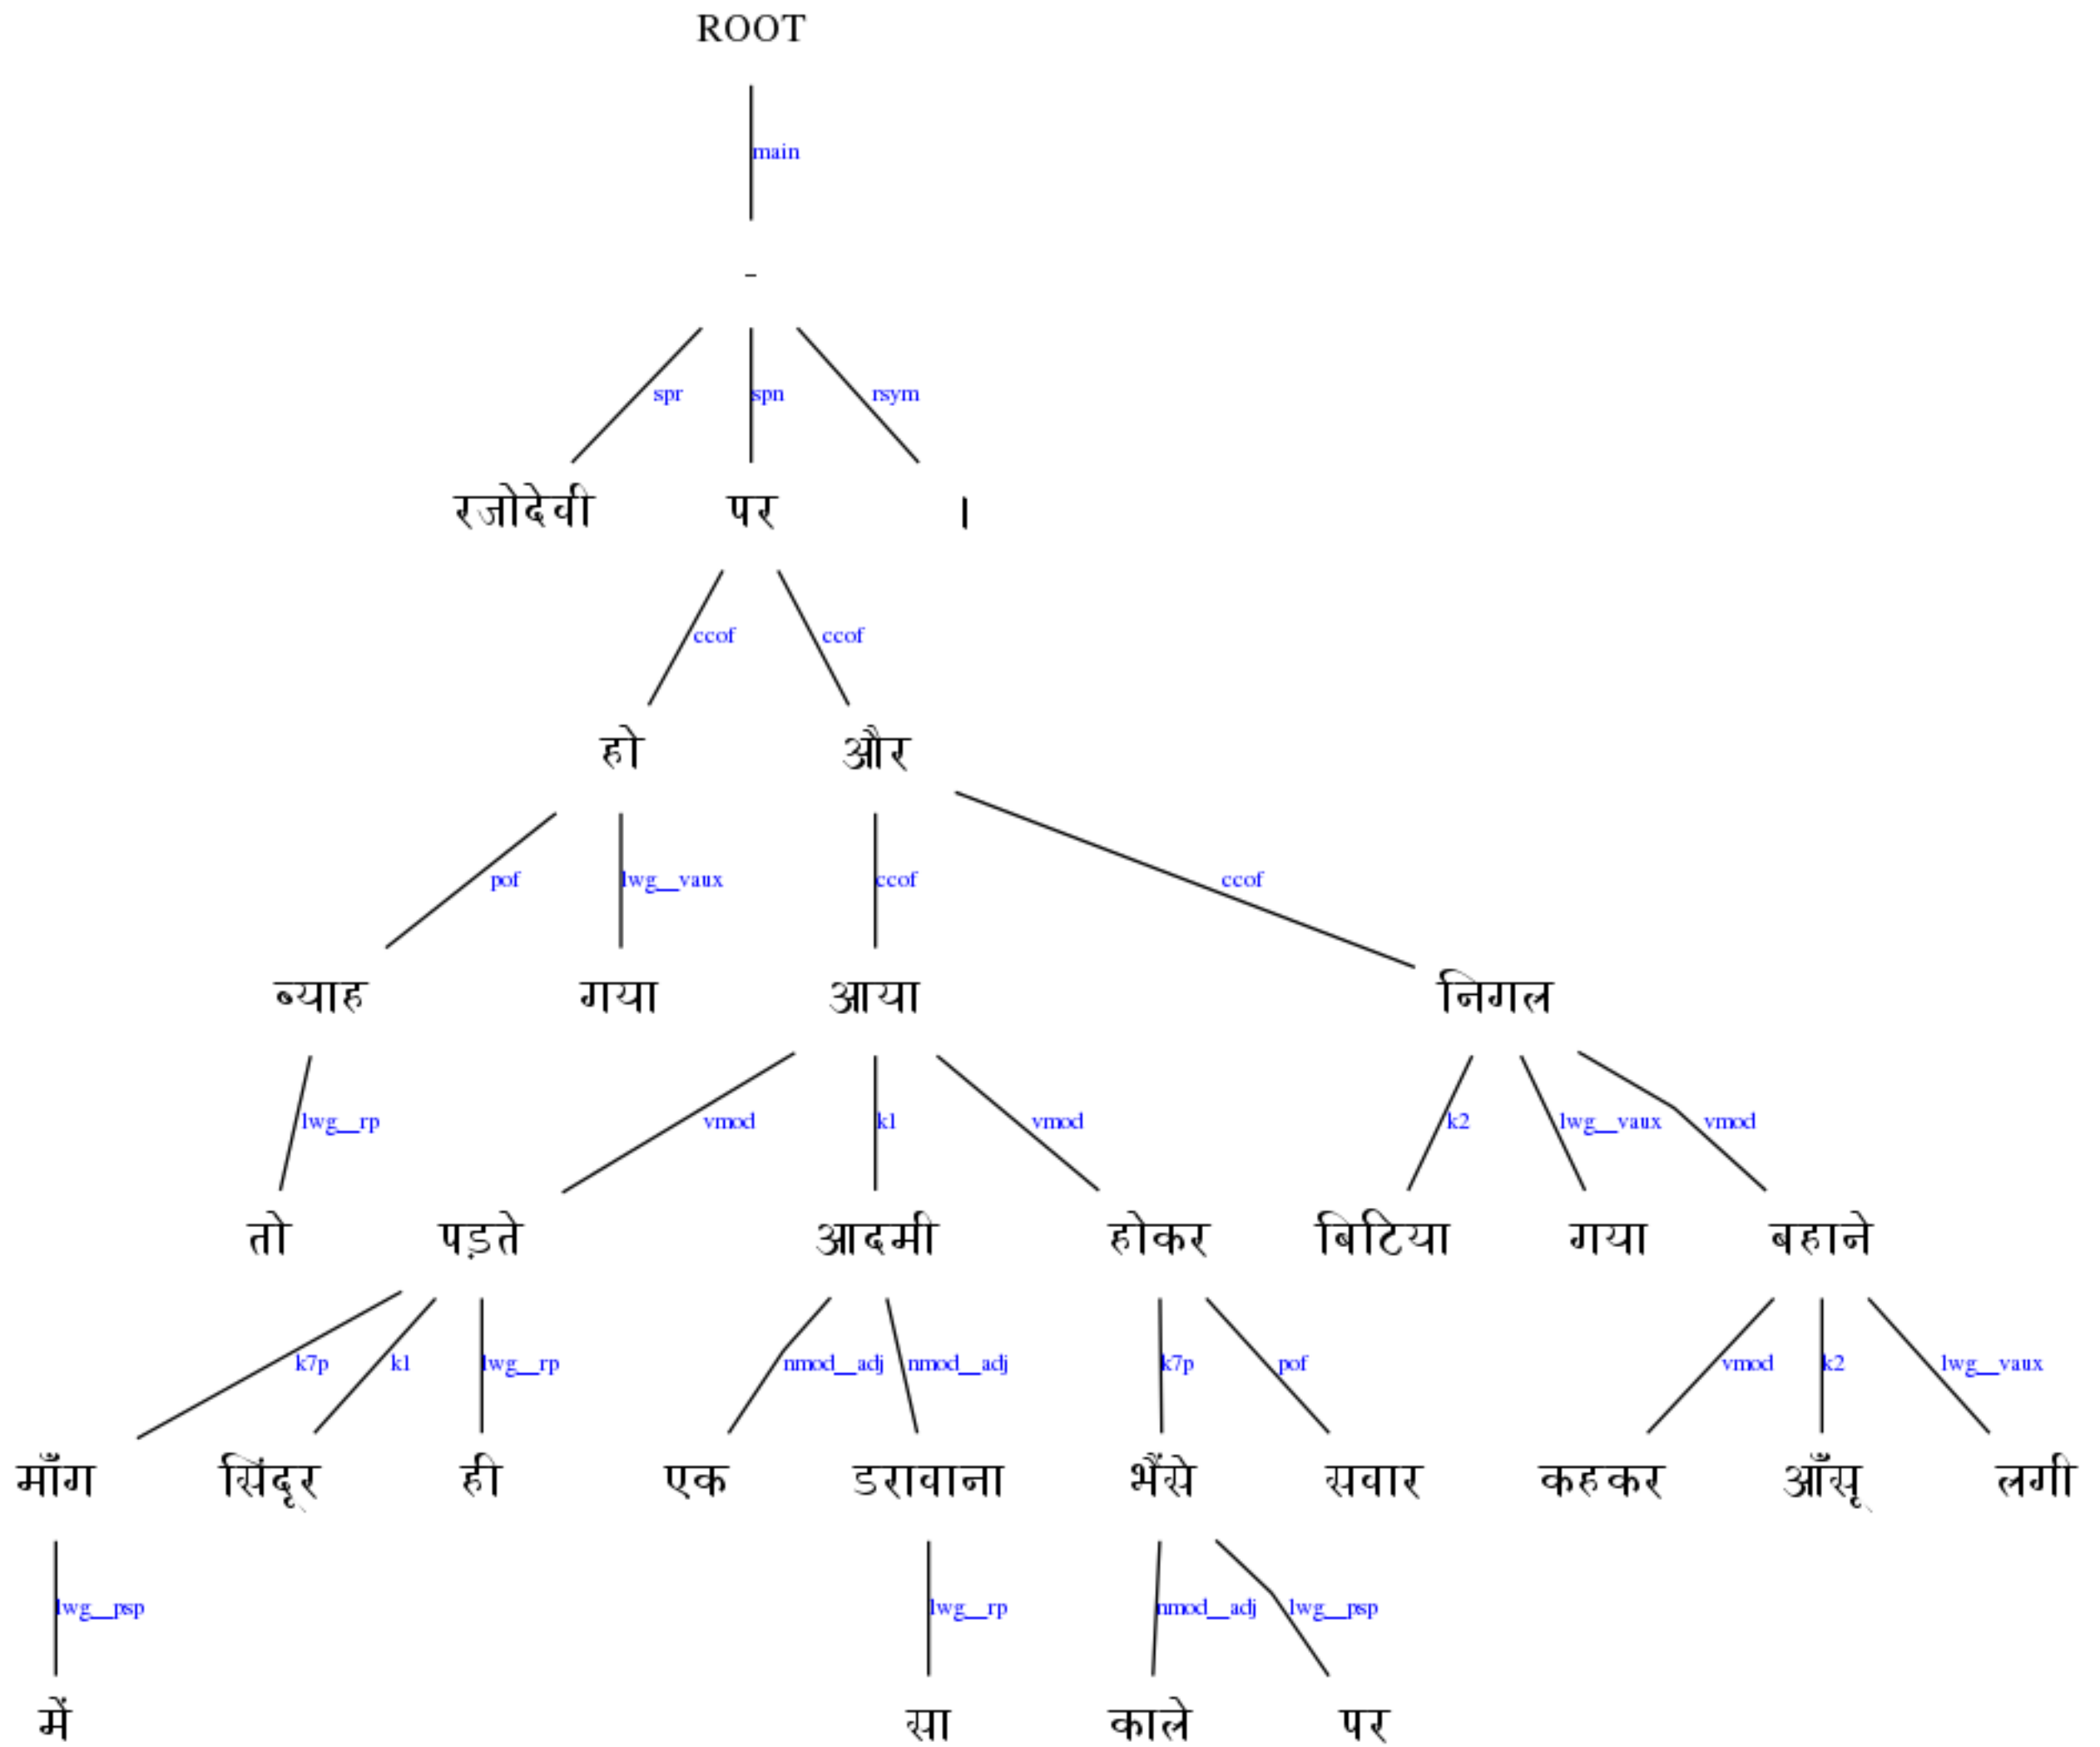 ROOT
main
-
spr spn rsym
रजोदेवी पर ।
ccof ccof
हो और
pof lwg__vaux ccof ccof
ब्याह गया आया निगल
lwg__rp vmod k1 vmod k2 lwg__vaux vmod
तो पड़ते आदमी होकर बिटिया गया बहाने
k7p k1 lwg__rp nmod__adj nmod__adj k7p pof vmod k2 lwg__vaux
माँग सिंदूर ही एक डरावाना भैंसे सवार कहकर आँसू लगी
lwg__psp lwg__rp nmod__adj lwg__psp
में सा काले पर